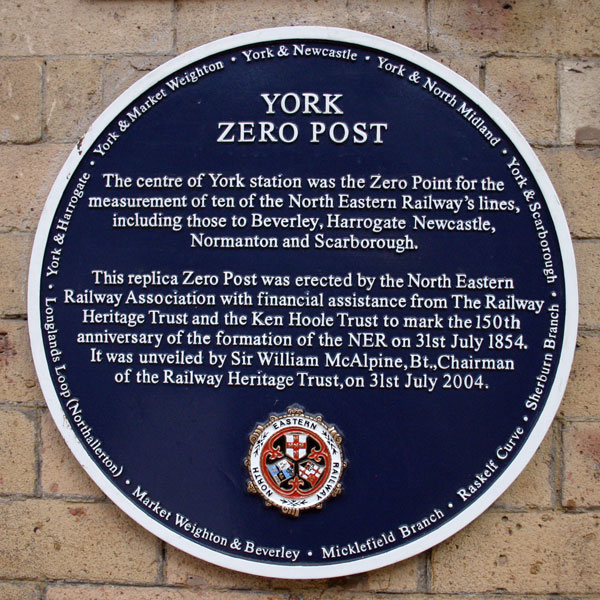 YORK
ZERO POST
The centre of York station was the Zero Point for the
measurement of ten of the North Eastern Railway's lines,
including those to Beverley, Harrogate Newcastle,
Normanton and Scarborough.
This replica Zero Post was erected by the North Eastern
Railway Association with financial assistance from The Railway
Heritage Trust and the Ken Hoole Trust to mark the 150th
anniversary of the formation of the NER on 31st July 1854.
It was unveiled by Sir William McAlpine, Bt., Chairman
of the Railway Heritage Trust, on 31st July 2004.
NORTH EASTERN RAILWAY
York & Newcastle • York & North Midland • York & Scarborough • Sherburn Branch • Raskelf Curve • Micklefield Branch • Market Weighton & Beverley • Longlands Loop (Northallerton) • York & Harrogate • York & Market Weighton •